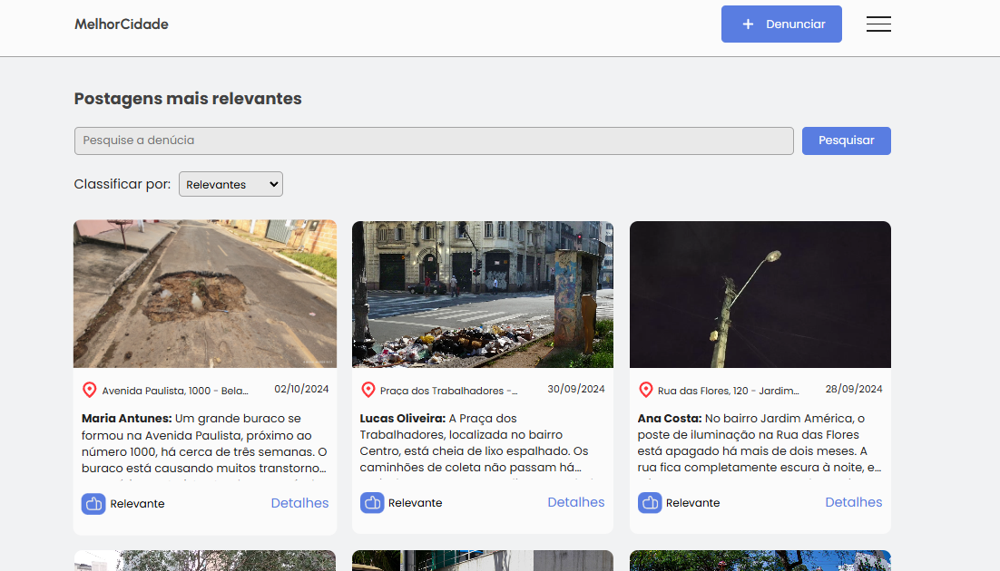 MelhorCidade
+ Denunciar
Postagens mais relevantes
Pesquise a denúcia
Pesquisar
Classificar por: Relevantes
Avenida Paulista, 1000 - Bela...
02/10/2024
Maria Antunes: Um grande buraco se
formou na Avenida Paulista, próximo ao
número 1000, há cerca de três semanas. O
buraco está causando muitos transtorno...
Relevante
Detalhes
Praça dos Trabalhadores -...
30/09/2024
Lucas Oliveira: A Praça dos
Trabalhadores, localizada no bairro
Centro, está cheia de lixo espalhado. Os
caminhões de coleta não passam há...
Relevante
Detalhes
Rua das Flores, 120 - Jardim...
28/09/2024
Ana Costa: No bairro Jardim América, o
poste de iluminação na Rua das Flores
está apagado há mais de dois meses. A
rua fica completamente escura à noite, e...
Relevante
Detalhes